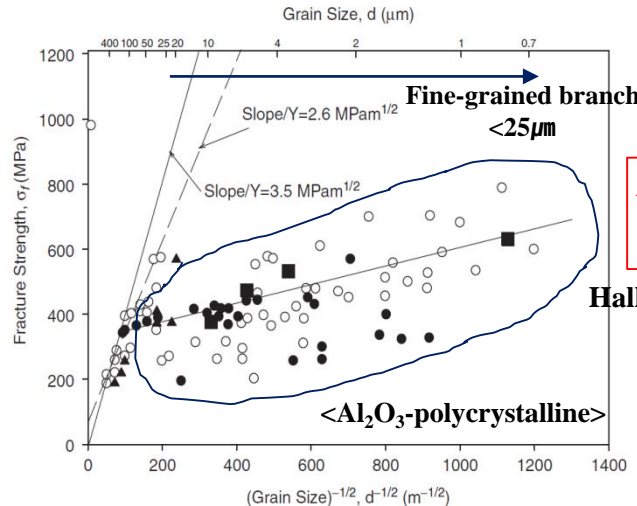 Grain Size, d (μm)
400 100 50 25 20 10 4 2 1 0.7
1200
1000
800
600
400
200
0
Fracture Strength, σf (MPa)
Fine-grained branch
<25μm
Slope/Y=2.6 MPam1/2
Slope/Y=3.5 MPam1/2
Hall
<Al2O3-polycrystalline>
0 200 400 600 800 1000 1200 1400
(Grain Size)−1/2, d−1/2 (m−1/2)